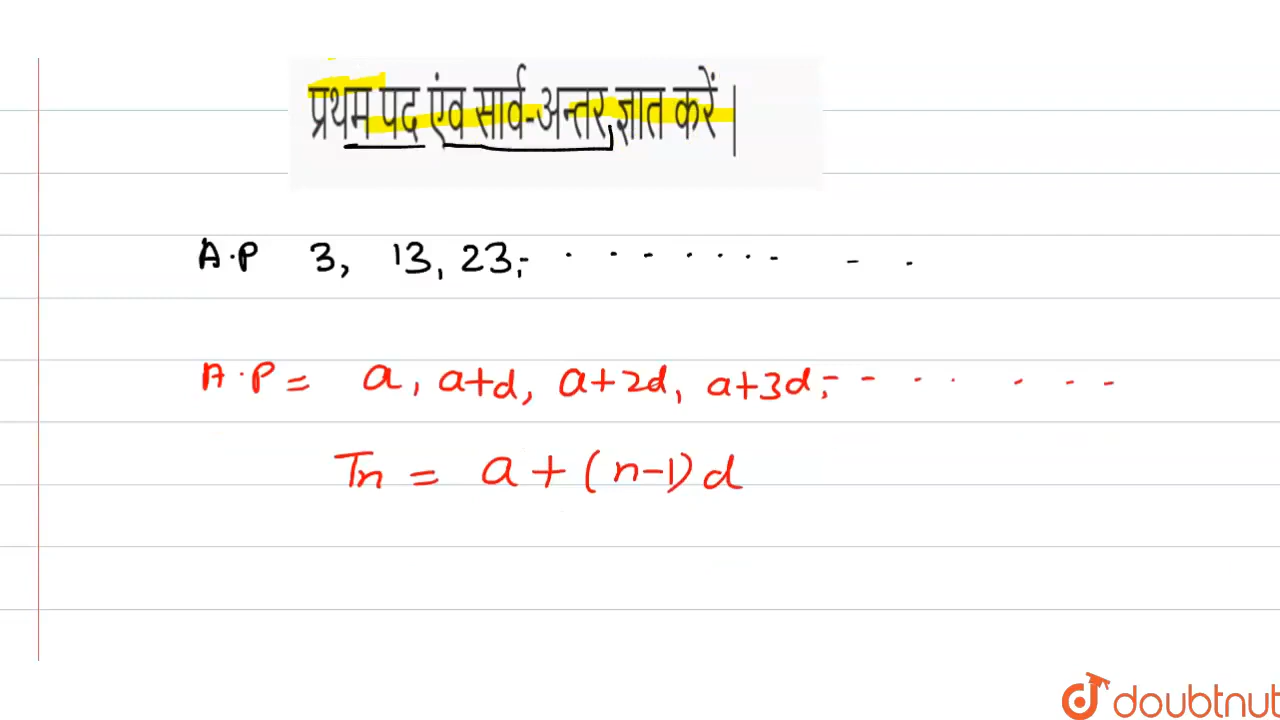 प्रथम पद एंव सार्व-अन्तर ज्ञात करें |
A.P 3, 13, 23, - . . - . . . - - .
A.P = a, a+d, a+2d, a+3d, - - . . - - -
Tn = a + (n-1) d
doubtnut